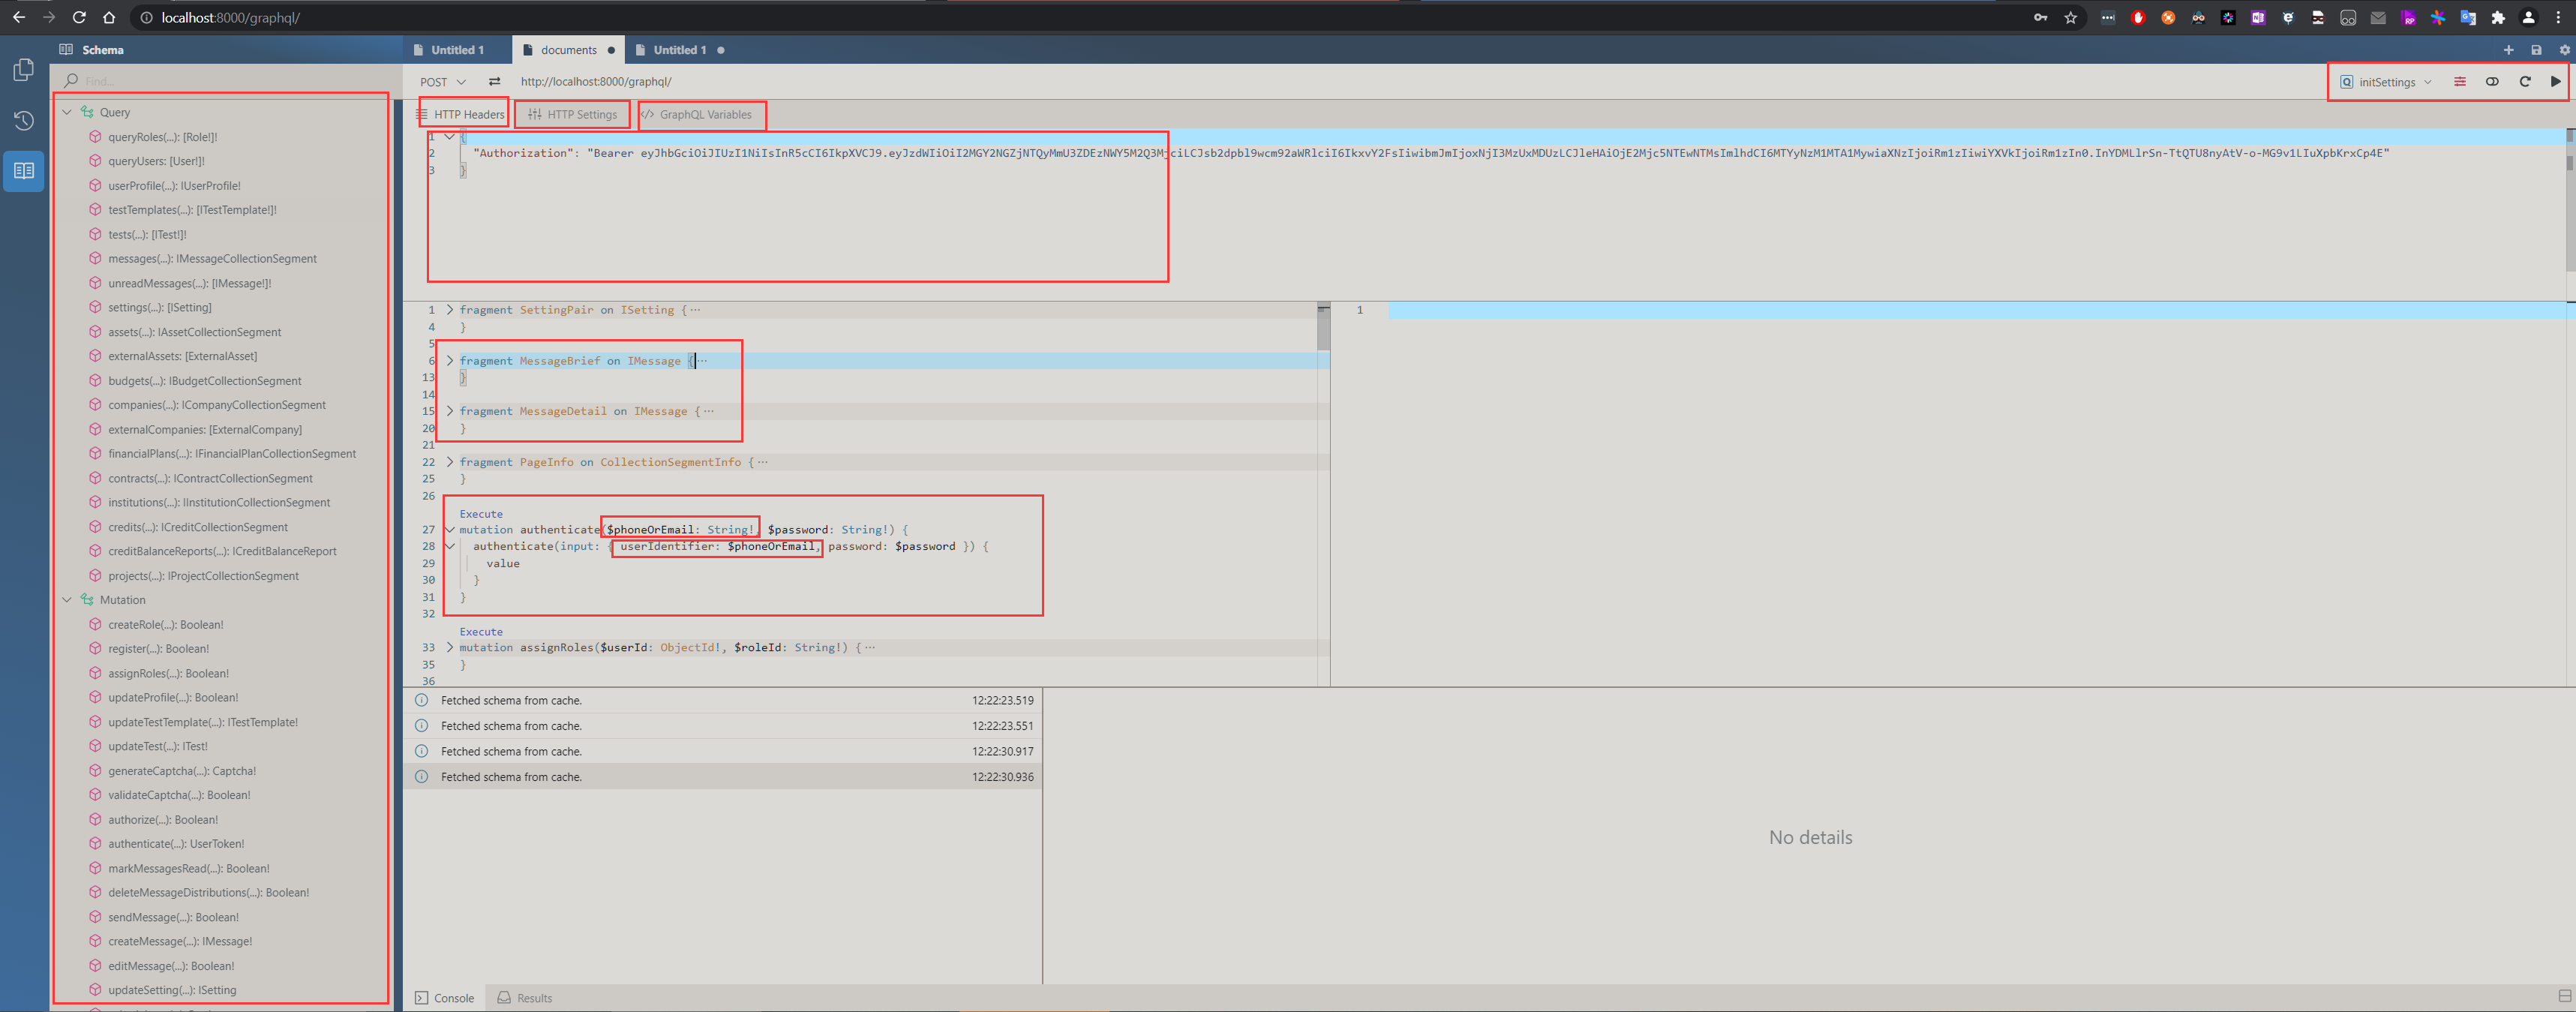 localhost:8000/graphql/
Schema
Untitled 1
documents
Untitled 1
Find...
POST
http://localhost:8000/graphql/
initSettings
HTTP Headers
HTTP Settings
GraphQL Variables
Query
queryRoles(...): [Role!]!
queryUsers: [User!]!
userProfile(...): IUserProfile!
testTemplates(...): [ITestTemplate!]!
tests(...): [ITest!]!
messages(...): IMessageCollectionSegment
unreadMessages(...): [IMessage!]!
settings(...): [ISetting]
assets(...): IAssetCollectionSegment
externalAssets: [ExternalAsset]
budgets(...): IBudgetCollectionSegment
companies(...): ICompanyCollectionSegment
externalCompanies: [ExternalCompany]
financialPlans(...): IFinancialPlanCollectionSegment
contracts(...): IContractCollectionSegment
institutions(...): IInstitutionCollectionSegment
credits(...): ICreditCollectionSegment
creditBalanceReports(...): ICreditBalanceReport
projects(...): IProjectCollectionSegment
Mutation
createRole(...): Boolean!
register(...): Boolean!
assignRoles(...): Boolean!
updateProfile(...): Boolean!
updateTestTemplate(...): ITestTemplate!
updateTest(...): ITest!
generateCaptcha(...): Captcha!
validateCaptcha(...): Boolean!
authorize(...): Boolean!
authenticate(...): UserToken!
markMessagesRead(...): Boolean!
deleteMessageDistributions(...): Boolean!
sendMessage(...): Boolean!
createMessage(...): IMessage!
editMessage(...): Boolean!
updateSetting(...): ISetting
1 {
2 "Authorization": "Bearer
3 }
1 fragment SettingPair on ISetting {···
4 }
5
6 fragment MessageBrief on IMessage {···
13 }
14
15 fragment MessageDetail on IMessage {···
20 }
21
22 fragment PageInfo on CollectionSegmentInfo {···
25 }
26
Execute
27 mutation authenticate($phoneOrEmail: String!, $password: String!) {
28 authenticate(input: { userIdentifier: $phoneOrEmail, password: $password }) {
29 value
30 }
31 }
32
Execute
33 mutation assignRoles($userId: ObjectId!, $roleId: String!) {···
35 }
36
1
Fetched schema from cache. 12:22:23.519
Fetched schema from cache. 12:22:23.551
Fetched schema from cache. 12:22:30.917
Fetched schema from cache. 12:22:30.936
No details
Console
Results